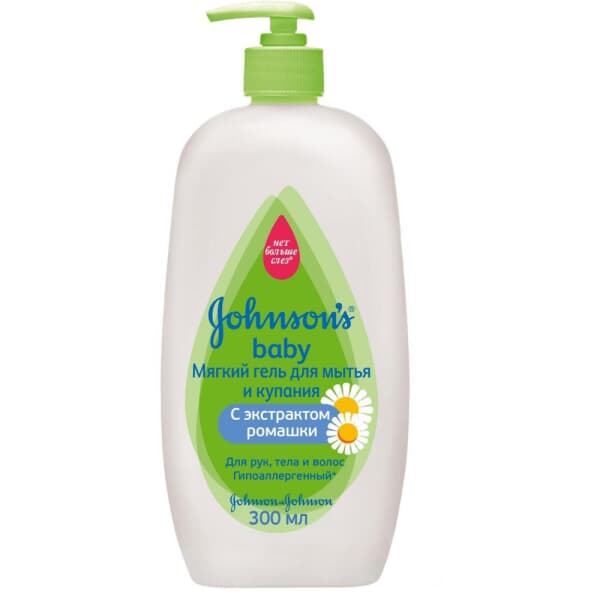 нет
больше
слез*
Johnson's®
baby
Мягкий гель для мытья
и купания
С экстрактом
ромашки
Для рук, тела и волос
Гипоаллергенный*
Johnson & Johnson
300 мл